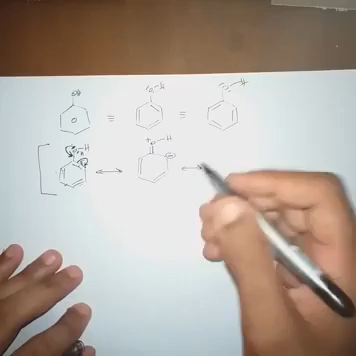 OH ≡ O H ≡ O H
[ O H ↔ + O H ↔